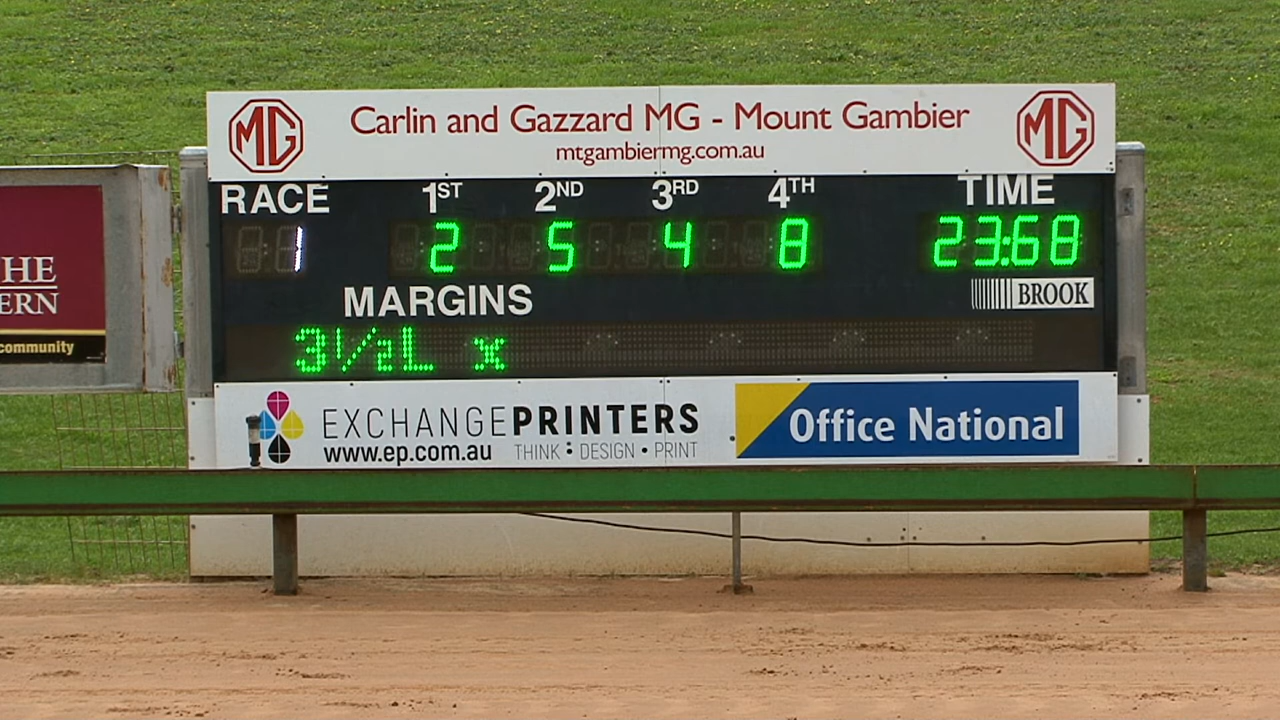 MG Carlin and Gazzard MG - Mount Gambier MG
mtgambiermg.com.au
RACE 1ST 2ND 3RD 4TH TIME
1 2 5 4 8 23:68
MARGINS BROOK
3½L x
HE
ERN
community
EXCHANGEPRINTERS
www.ep.com.au THINK : DESIGN • PRINT
Office National